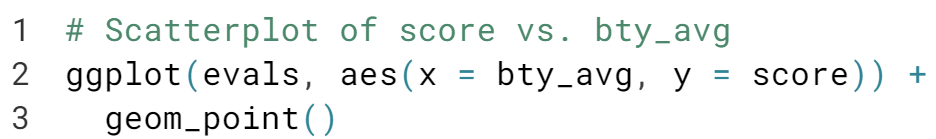 1 # Scatterplot of score vs. bty_avg
2 ggplot(evals, aes(x = bty_avg, y = score)) +
3   geom_point()